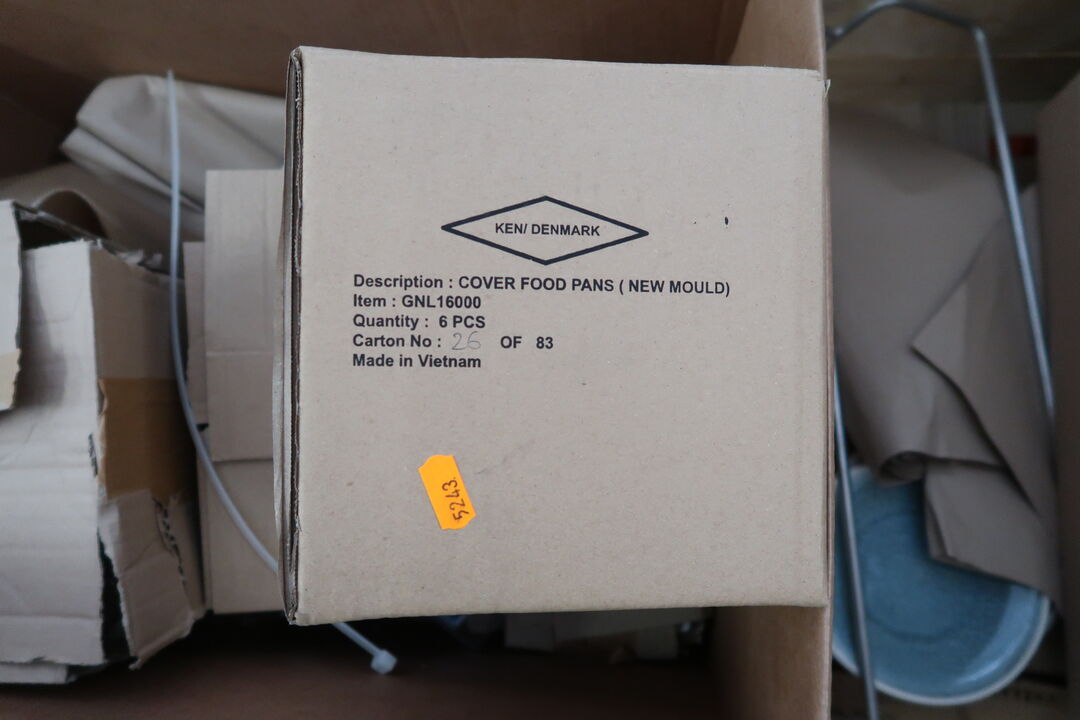 KEN/ DENMARK
Description : COVER FOOD PANS ( NEW MOULD)
Item : GNL16000
Quantity : 6 PCS
Carton No : 26 OF 83
Made in Vietnam
5243